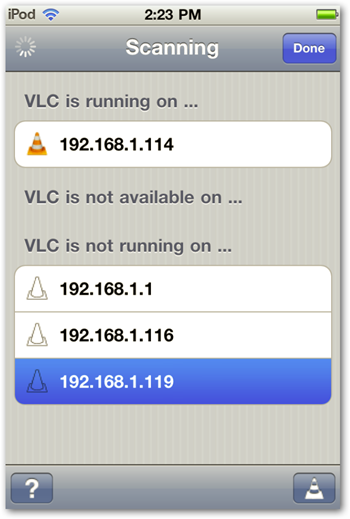 iPod 2:23 PM
Scanning Done
VLC is running on ...
192.168.1.114
VLC is not available on ...
VLC is not running on ...
192.168.1.1
192.168.1.116
192.168.1.119
?